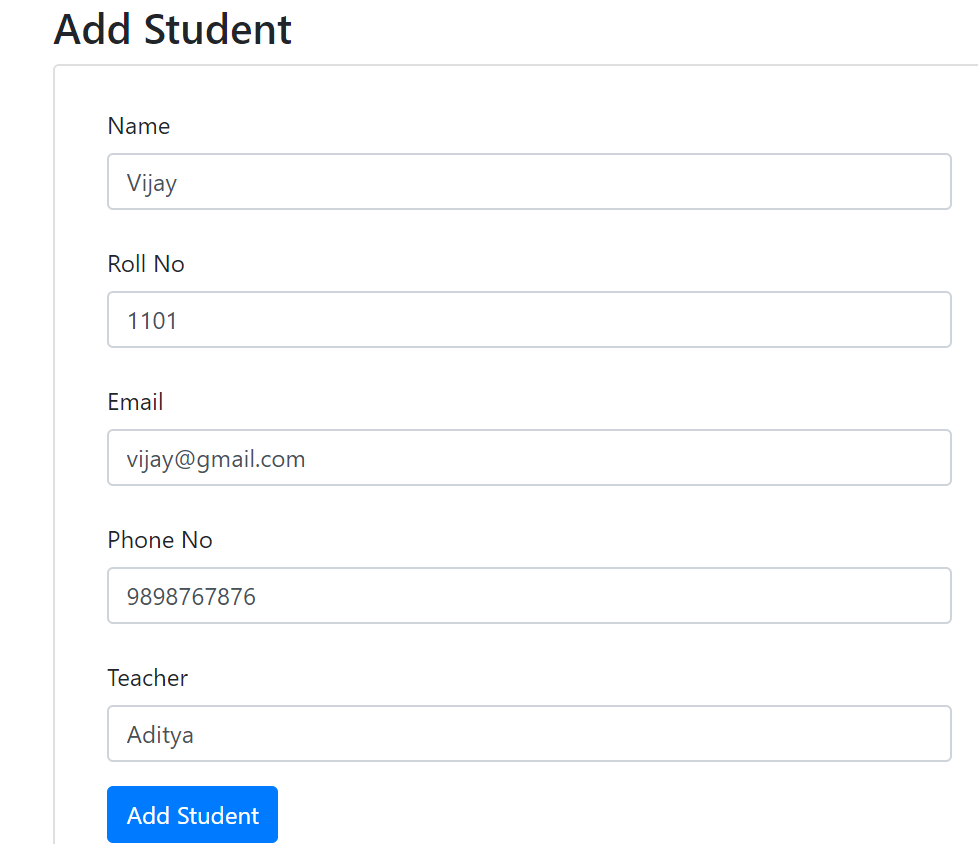 Add Student
Name
Vijay
Roll No
1101
Email
vijay@gmail.com
Phone No
9898767876
Teacher
Aditya
Add Student